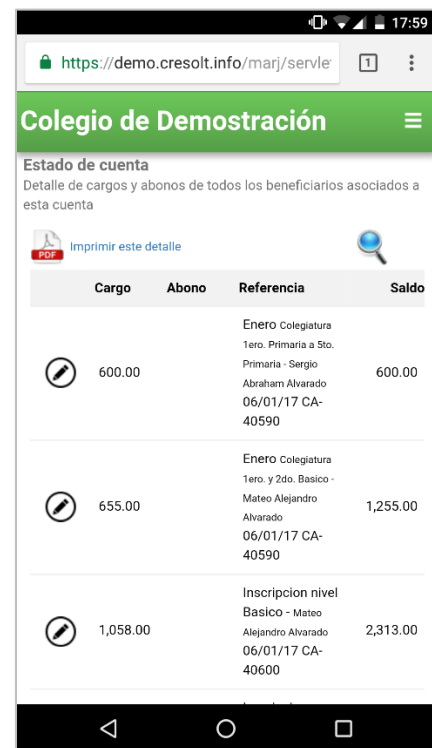 17:59
https://demo.cresolt.info/marj/servle
1
Colegio de Demostración
Estado de cuenta
Detalle de cargos y abonos de todos los beneficiarios asociados a
esta cuenta
PDF
Imprimir este detalle
Cargo Abono Referencia Saldo
Enero Colegiatura
1ero. Primaria a 5to.
Primaria - Sergio
600.00 Abraham Alvarado 600.00
06/01/17 CA-
40590
Enero Colegiatura
1ero. y 2do. Basico -
Mateo Alejandro
655.00 Alvarado 1,255.00
06/01/17 CA-
40590
Inscripcion nivel
Basico - Mateo
1,058.00 Alejandro Alvarado 2,313.00
06/01/17 CA-
40600